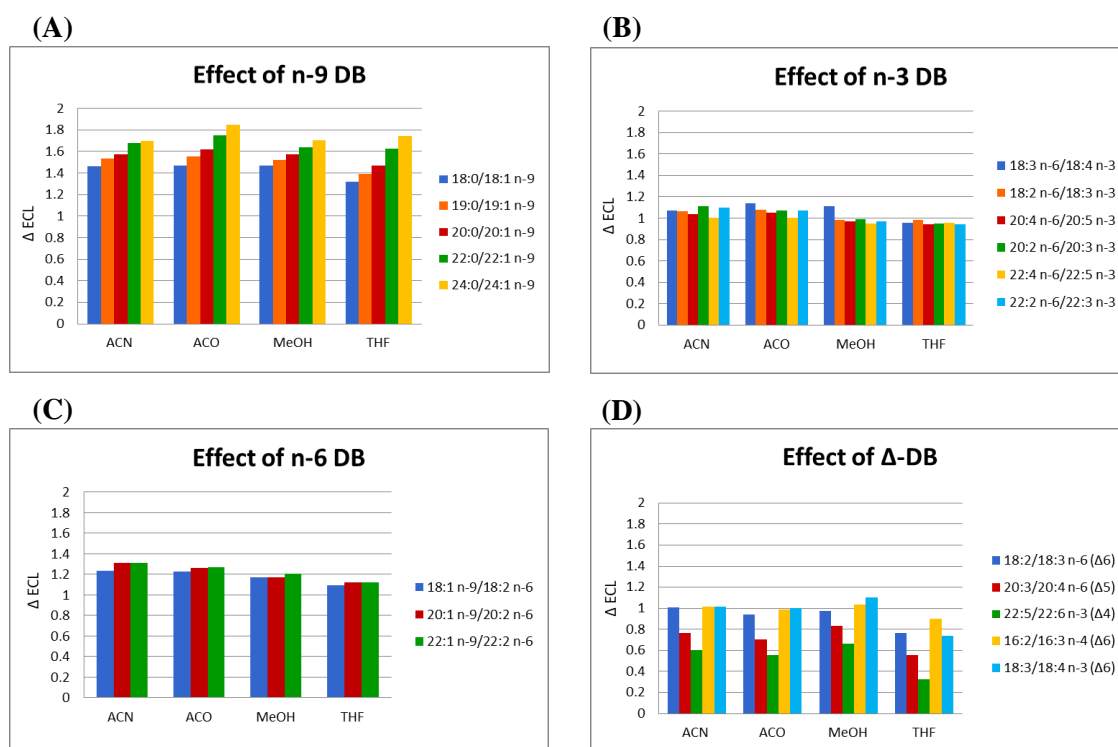 (A)
Effect of n-9 DB
Δ ECL
2
1.8
1.6
1.4
1.2
1
0.8
0.6
0.4
0.2
0
ACN ACO MeOH THF
18:0/18:1 n-9
19:0/19:1 n-9
20:0/20:1 n-9
22:0/22:1 n-9
24:0/24:1 n-9
(B)
Effect of n-3 DB
Δ ECL
2
1.8
1.6
1.4
1.2
1
0.8
0.6
0.4
0.2
0
ACN ACO MeOH THF
18:3 n-6/18:4 n-3
18:2 n-6/18:3 n-3
20:4 n-6/20:5 n-3
20:2 n-6/20:3 n-3
22:4 n-6/22:5 n-3
22:2 n-6/22:3 n-3
(C)
Effect of n-6 DB
Δ ECL
2
1.8
1.6
1.4
1.2
1
0.8
0.6
0.4
0.2
0
ACN ACO MeOH THF
18:1 n-9/18:2 n-6
20:1 n-9/20:2 n-6
22:1 n-9/22:2 n-6
(D)
Effect of Δ-DB
Δ ECL
2
1.8
1.6
1.4
1.2
1
0.8
0.6
0.4
0.2
0
ACN ACO MeOH THF
18:2/18:3 n-6 (Δ6)
20:3/20:4 n-6 (Δ5)
22:5/22:6 n-3 (Δ4)
16:2/16:3 n-4 (Δ6)
18:3/18:4 n-3 (Δ6)